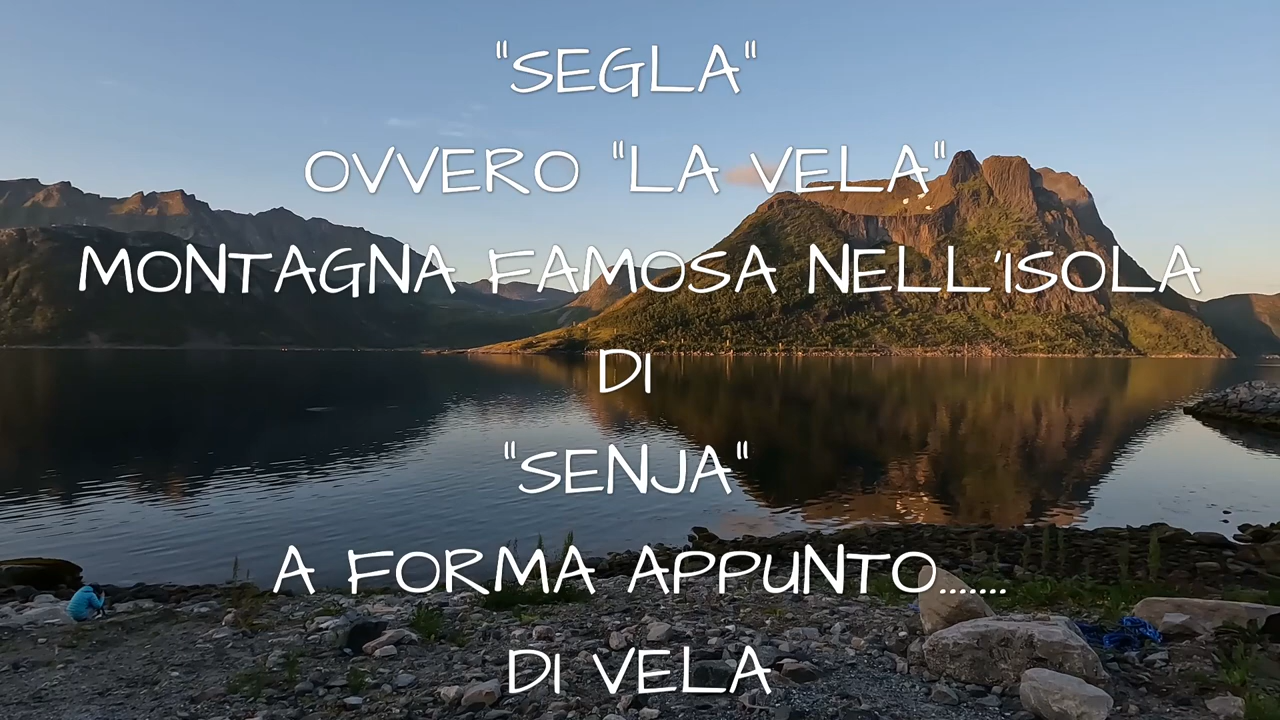 "SEGLA"
OVVERO "LA VELA"
MONTAGNA FAMOSA NELL'ISOLA
DI
"SENJA"
A FORMA APPUNTO.......
DI VELA